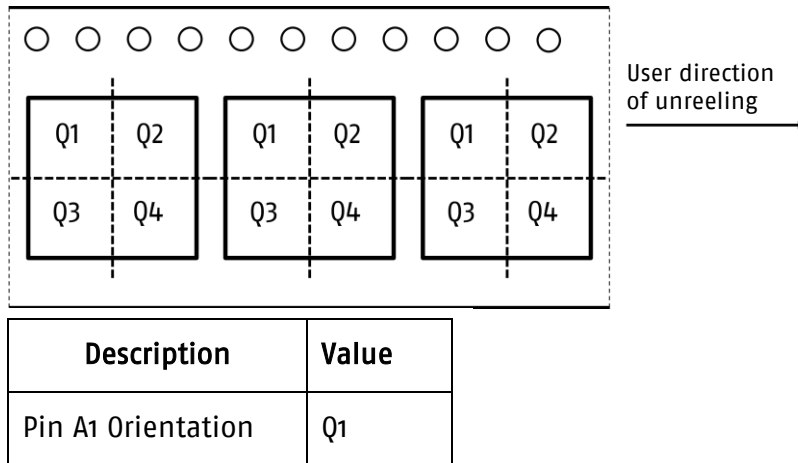 User direction
of unreeling
Q1 Q2 Q1 Q2 Q1 Q2
Q3 Q4 Q3 Q4 Q3 Q4
Description Value
Pin A1 Orientation Q1